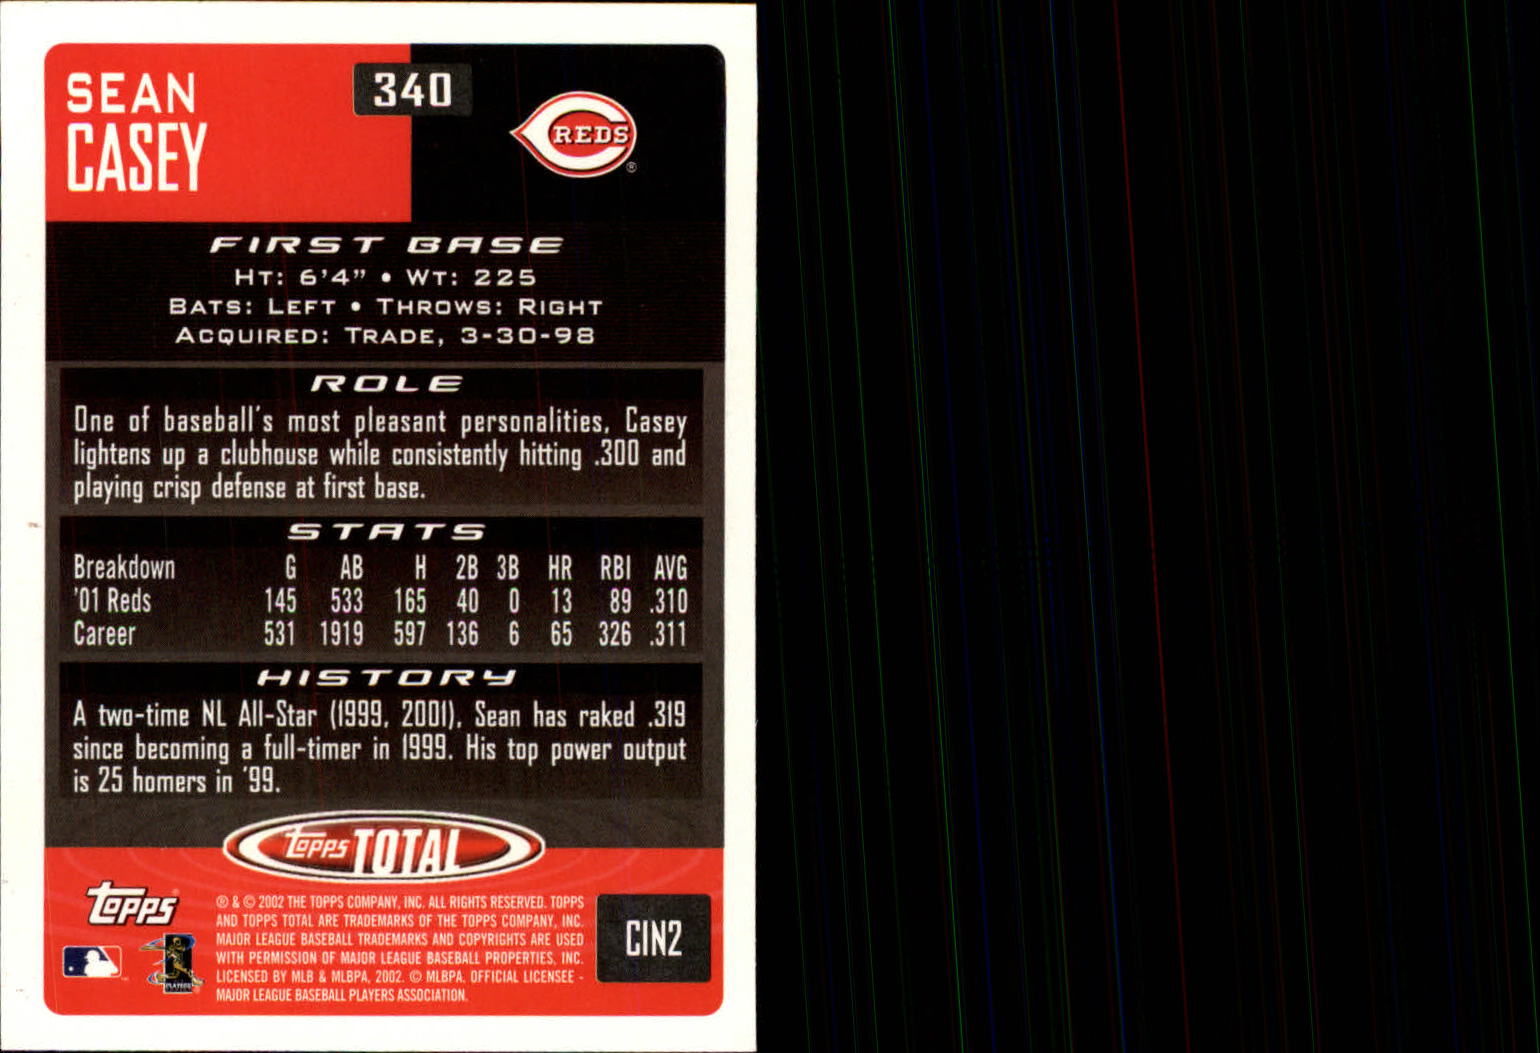 SEAN
CASEY
340
REDS
®
FIRST BASE
HT: 6'4" • WT: 225
BATS: LEFT • THROWS: RIGHT
ACQUIRED: TRADE, 3-30-98
ROLE
One of baseball's most pleasant personalities, Casey
lightens up a clubhouse while consistently hitting .300 and
playing crisp defense at first base.
STATS
Breakdown G AB H 2B 3B HR RBI AVG
'01 Reds 145 533 165 40 0 13 89 .310
Career 531 1919 597 136 6 65 326 .311
HISTORY
A two-time NL All-Star (1999, 2001), Sean has raked .319
since becoming a full-timer in 1999. His top power output
is 25 homers in '99.
Topps TOTAL
Topps
® & © 2002 THE TOPPS COMPANY, INC. ALL RIGHTS RESERVED. TOPPS
AND TOPPS TOTAL ARE TRADEMARKS OF THE TOPPS COMPANY, INC.
MAJOR LEAGUE BASEBALL TRADEMARKS AND COPYRIGHTS ARE USED
WITH PERMISSION OF MAJOR LEAGUE BASEBALL PROPERTIES, INC.
LICENSED BY MLB & MLBPA, 2002. © MLBPA. OFFICIAL LICENSEE -
MAJOR LEAGUE BASEBALL PLAYERS ASSOCIATION.
CIN2
PLAYERS